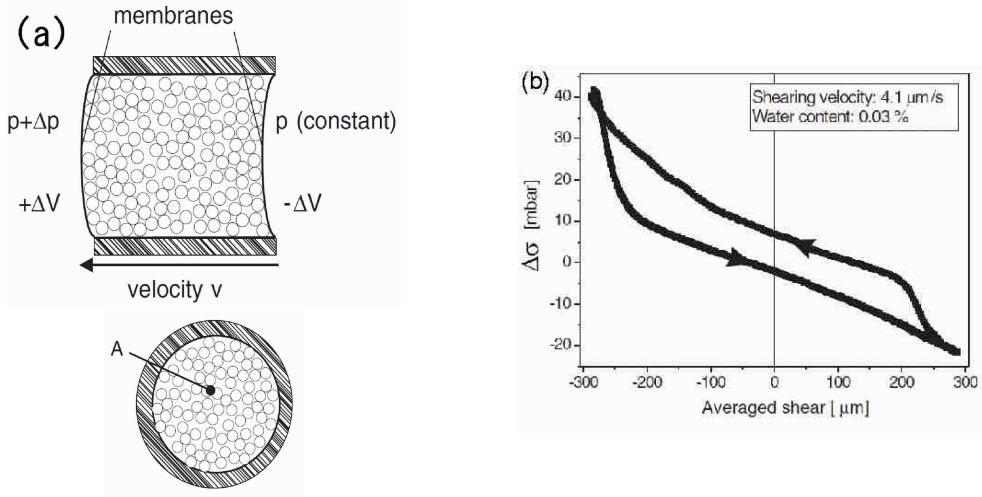 (a)
membranes
p+Δp
p (constant)
+ΔV
-ΔV
velocity v
A
(b)
Shearing velocity: 4.1 μm/s
Water content: 0.03 %
Δσ [mbar]
40
30
20
10
0
-10
-20
-300 -200 -100 0 100 200 300
Averaged shear [ μm]